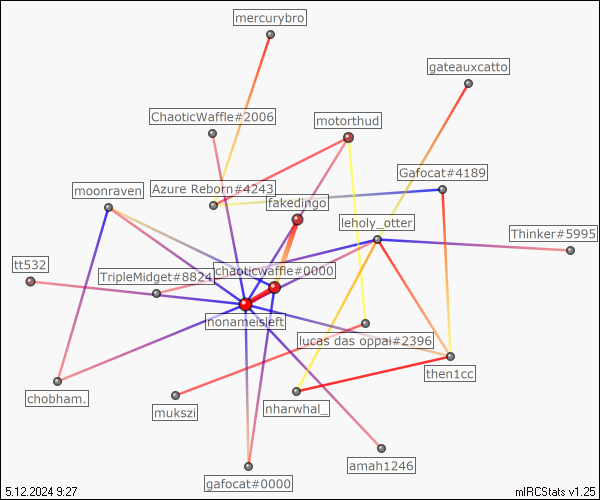 mercurybro
gateauxcatto
ChaoticWaffle#2006
motorthud
Gafocat#4189
moonraven
Azure Reborn#4243
fakedingo
leholy_otter
Thinker#5995
tt532
TripleMidget#8824
chaoticwaffle#0000
nonameisleft
lucas das oppai#2396
then1cc
chobham.
mukszi
nharwhal_
amah1246
gafocat#0000
5.12.2024 9:27
mIRCStats v1.25